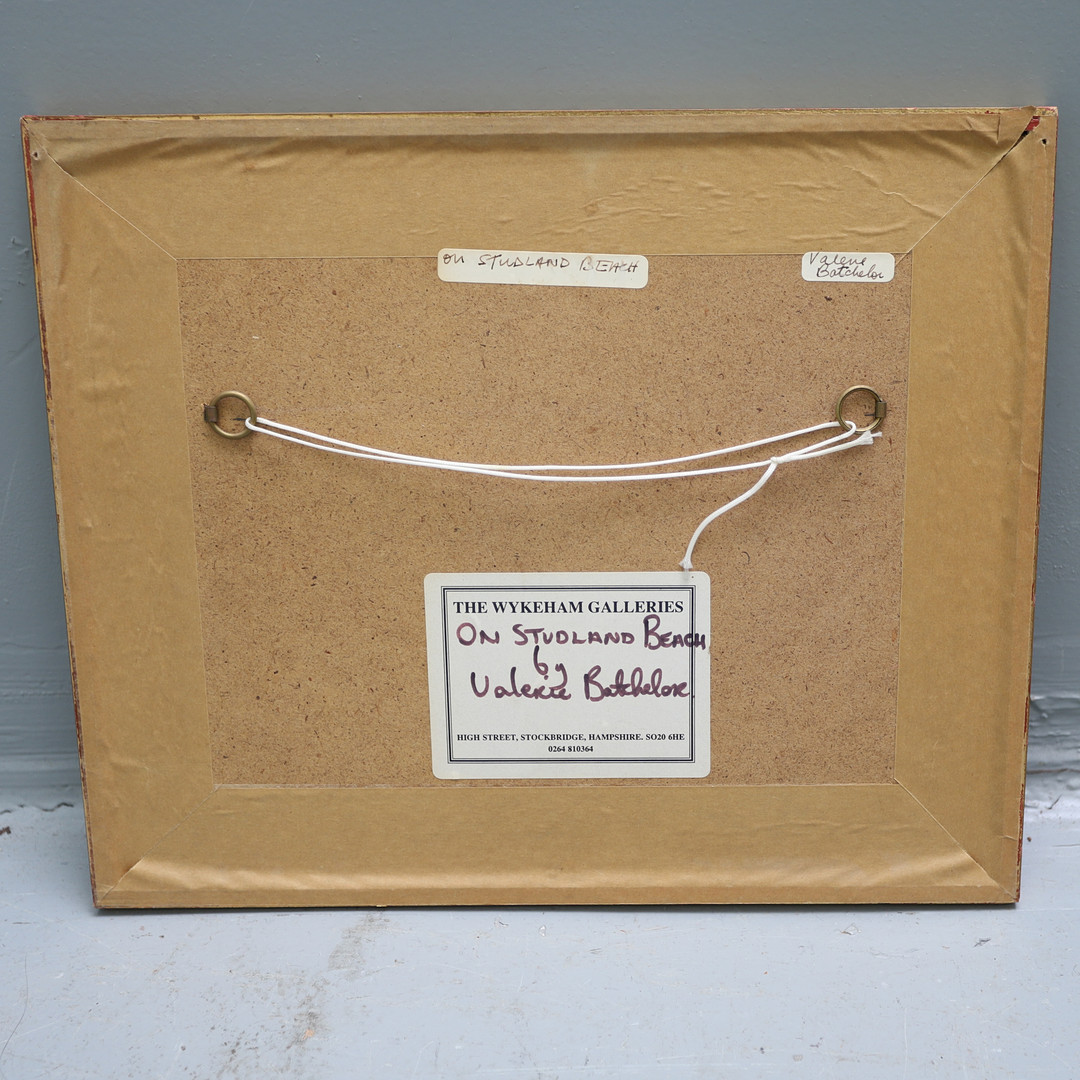 ON STUDLAND BEACH
Valerie
Batchelor
THE WYKEHAM GALLERIES
ON STUDLAND BEACH
by
Valerie Batchelor
HIGH STREET, STOCKBRIDGE, HAMPSHIRE. SO20 6HE
0264 810364